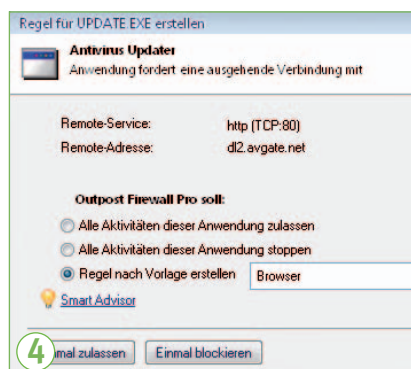 Regel für UPDATE.EXE erstellen
Antivirus Updater
Anwendung fordert eine ausgehende Verbindung mit
Remote-Service: http (TCP:80)
Remote-Adresse: dl2.avgate.net
Outpost Firewall Pro soll:
Alle Aktivitäten dieser Anwendung zulassen
Alle Aktivitäten dieser Anwendung stoppen
Regel nach Vorlage erstellen Browser
Smart Advisor
4 zulassen Einmal blockieren